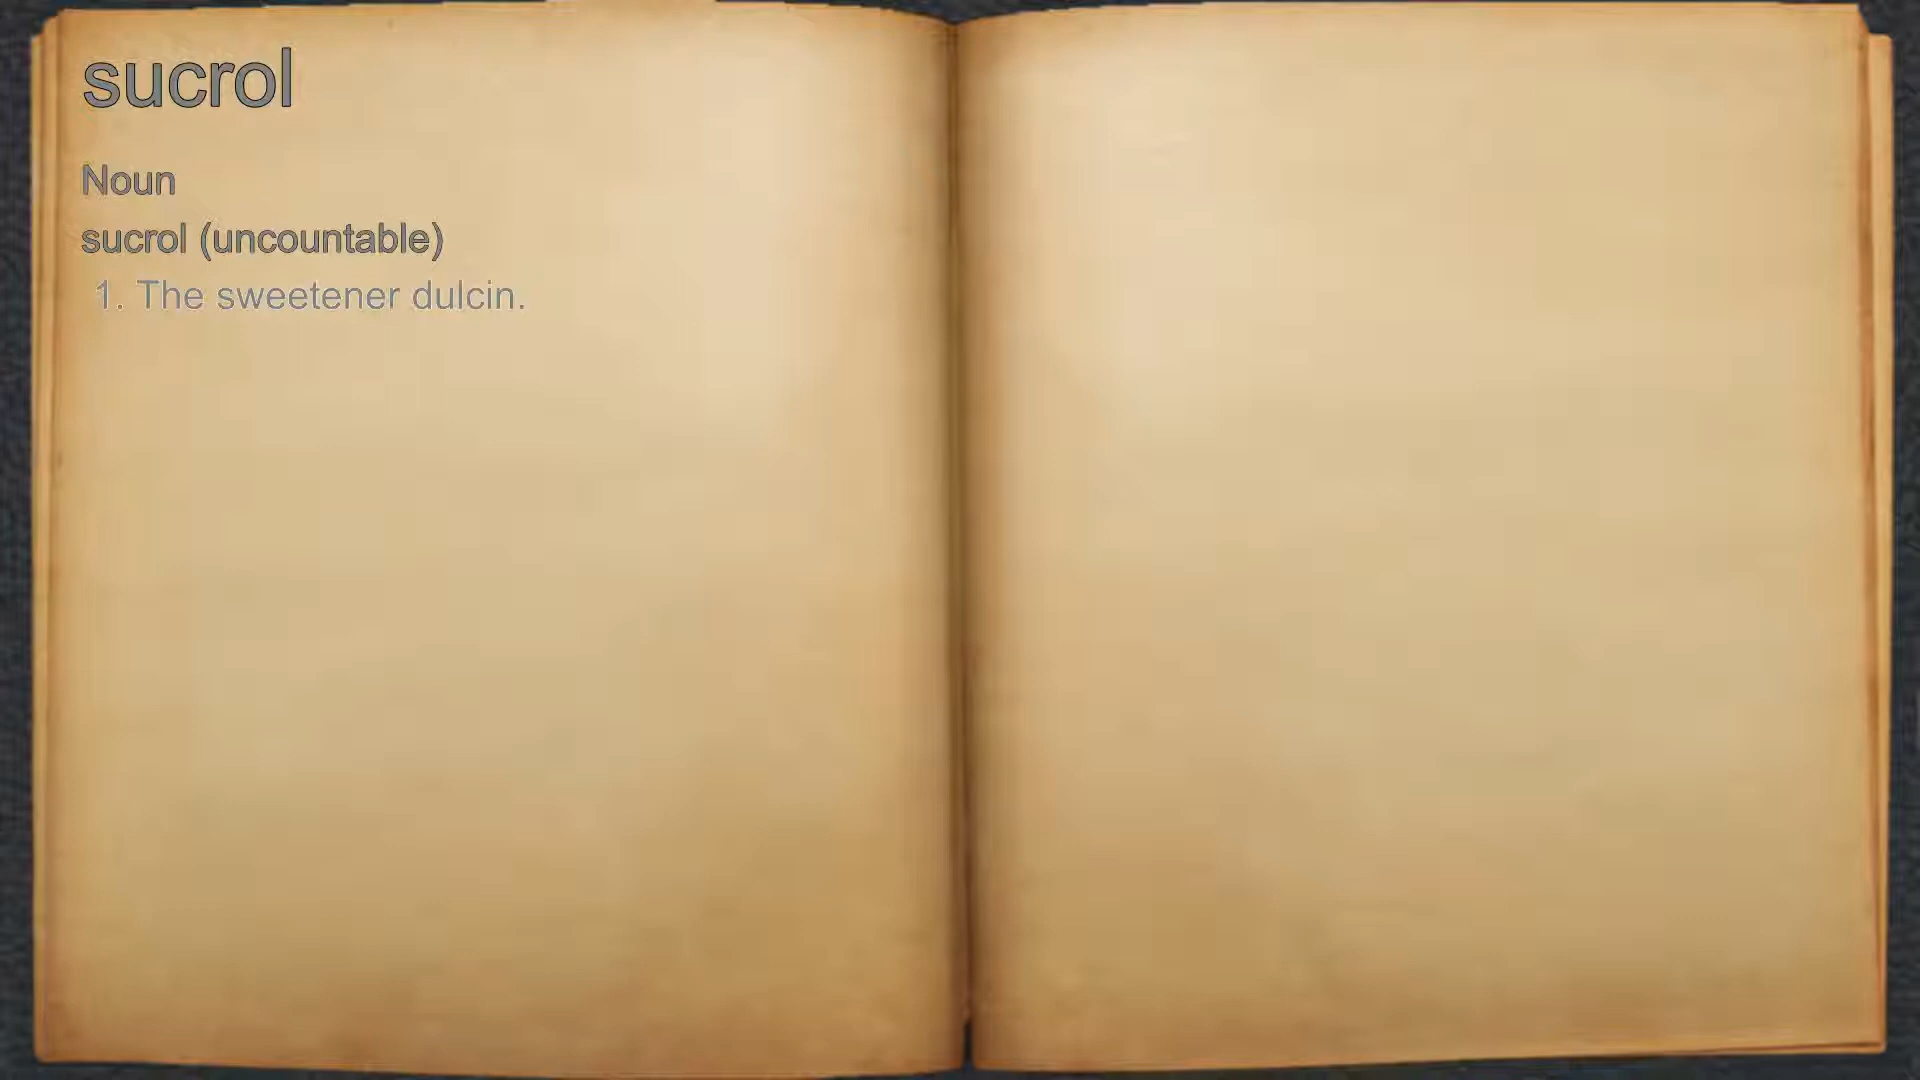 sucrol
Noun
sucrol (uncountable)
1. The sweetener dulcin.